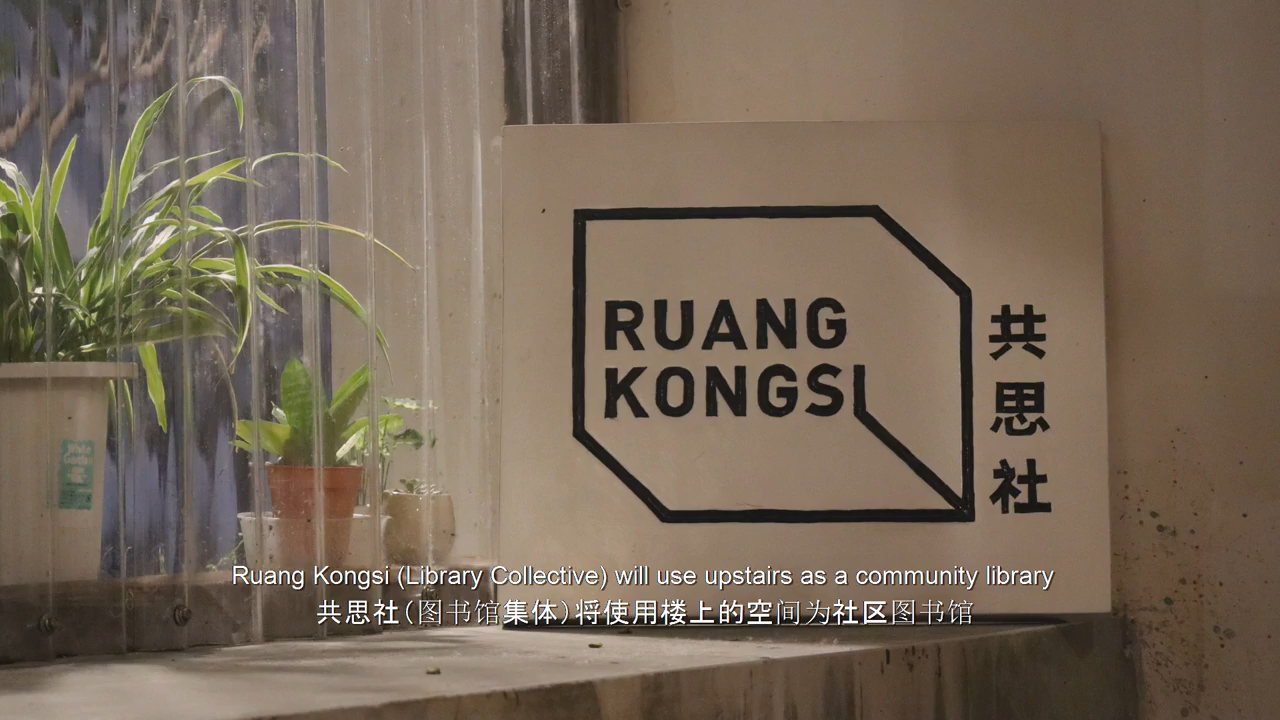 RUANG
KONGSI
共思社
Ruang Kongsi (Library Collective) will use upstairs as a community library
共思社(图书馆集体)将使用楼上的空间为社区图书馆